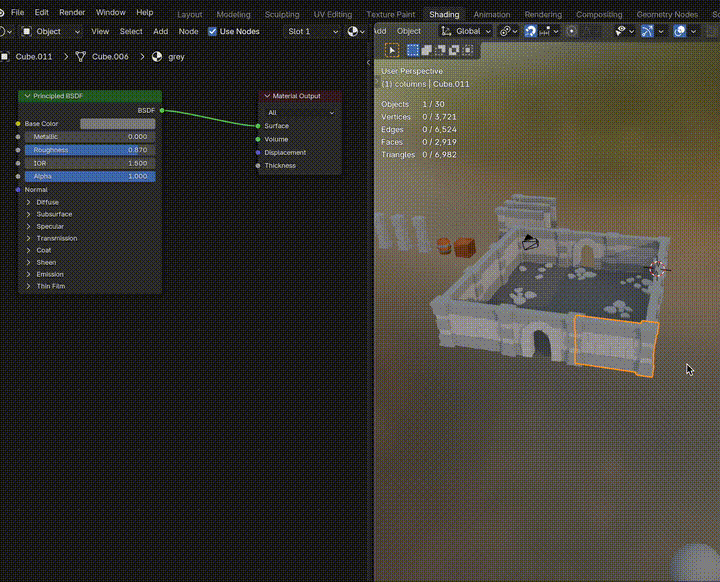 File Edit Render Window Help Layout Modeling Sculpting UV Editing Texture Paint Shading Animation Rendering Compositing Geometry Nodes
Object View Select Add Node Use Nodes Slot 1
Add Object Global
Cube.011 > Cube.006 > grey
Principled BSDF
BSDF
Base Color
Metallic 0.000
Roughness 0.870
IOR 1.500
Alpha 1.000
Normal
Diffuse
Subsurface
Specular
Transmission
Coat
Sheen
Emission
Thin Film
Material Output
All
Surface
Volume
Displacement
Thickness
User Perspective
(1) columns | Cube.011
Objects 1 / 30
Vertices 0 / 3,721
Edges 0 / 6,524
Faces 0 / 2,919
Triangles 0 / 6,982